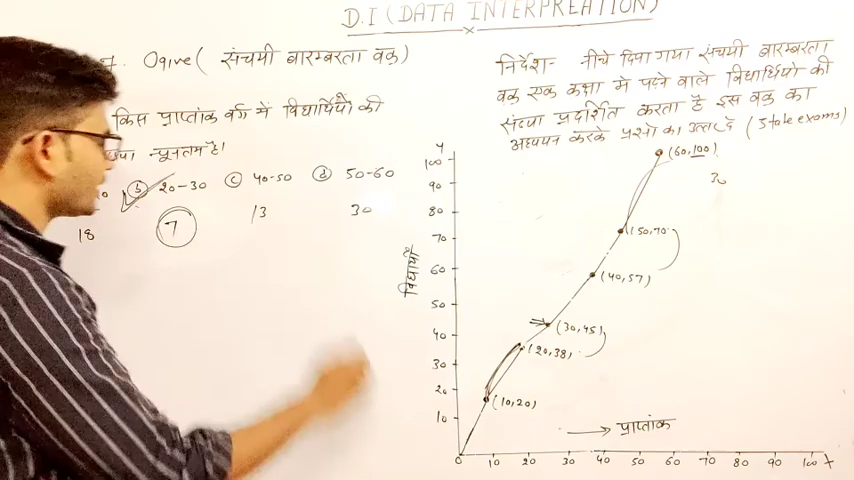 D.I (DATA INTERPREATION)
7. Ogive ( संचयी बारम्बरता वक्र)
किस प्राप्तांक वर्ग में विद्यार्थियो की
न्यूनतम है।
(b) 20-30 (c) 40-50 (d) 50-60
18 7 13 30
निर्देश- नीचे दिया गया संचयी बारम्बरता
वक्र एक कक्षा मे पढ़ने वाले विद्यार्थियो की
संख्या प्रदर्शित करता है इस वक्र का
अध्ययन करके प्रश्नो का उत्तर दे (State exams)
y
100
90
80
70
60
50
40
30
20
10
विद्यार्थी
(60,100)
30
(50,70)
(40,57)
(30,45)
(20,38)
(10,20)
→ प्राप्तांक
0 10 20 30 40 50 60 70 80 90 100 x